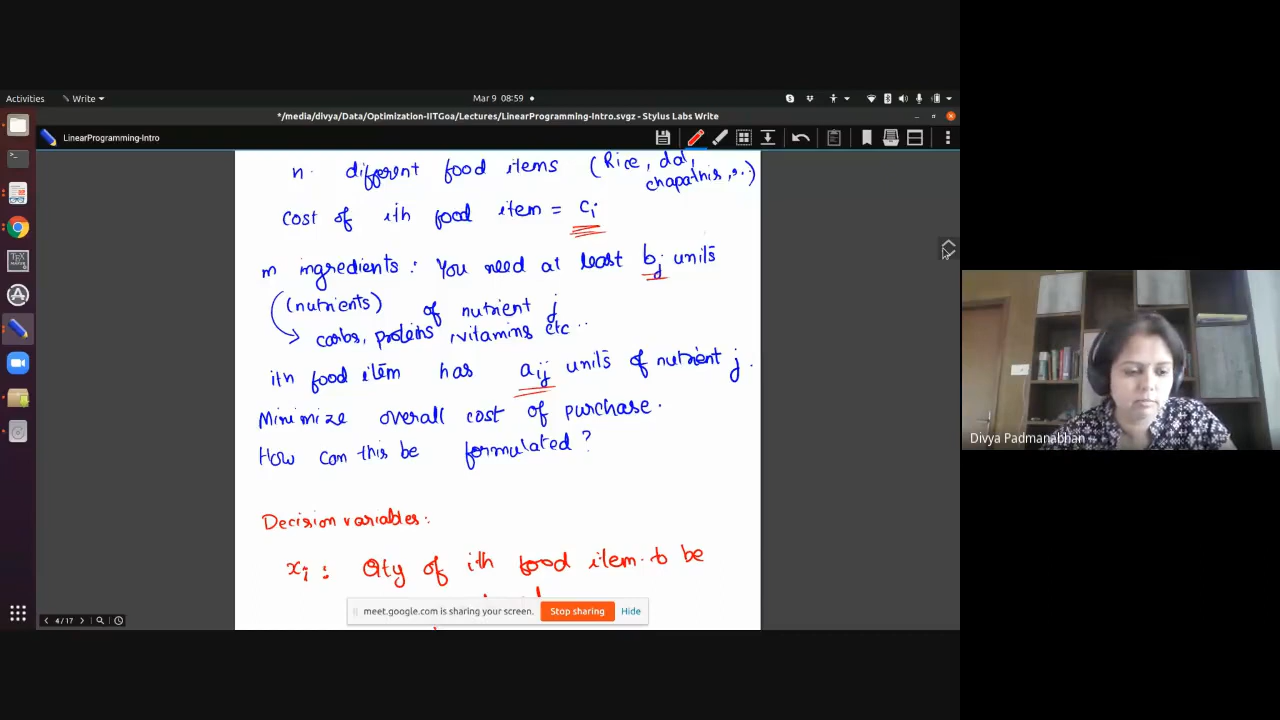 Activities
Write
Mar 9 08:59
*/media/divya/Data/Optimization-IITGoa/Lectures/LinearProgramming-Intro.svgz - Stylus Labs Write
LinearProgramming-Intro
n. different food items (Rice, dal,
chapathis, ...)
cost of ith food item = ci
m ingredients : You need at least bj units
(nutrients) of nutrient j
carbs, proteins, vitamins etc..
ith food item has aij units of nutrient j.
Minimize overall cost of purchase.
How can this be formulated?
Decision variables:
xi : Qty of ith food item to be
meet.google.com is sharing your screen. Stop sharing Hide
4/17
Divya Padmanabhan